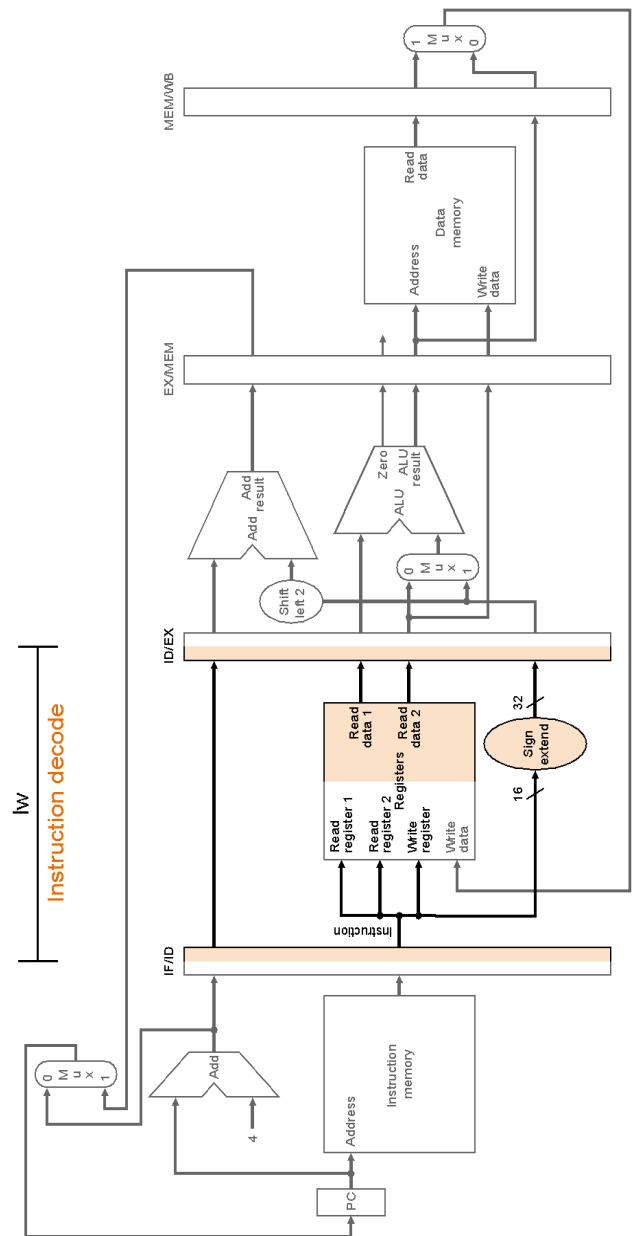 lw
Instruction decode
IF/ID
ID/EX
EX/MEM
MEM/WB
0
M
u
x
1
Add
4
PC
Address
Instruction
memory
Instruction
Read
register 1
Read
register 2
Write
register
Write
data
Registers
Read
data 1
Read
data 2
16
Sign
extend
32
Shift
left 2
Add
Add
result
0
M
u
x
1
ALU
Zero
ALU
result
Address
Write
data
Data
memory
Read
data
1
M
u
x
0